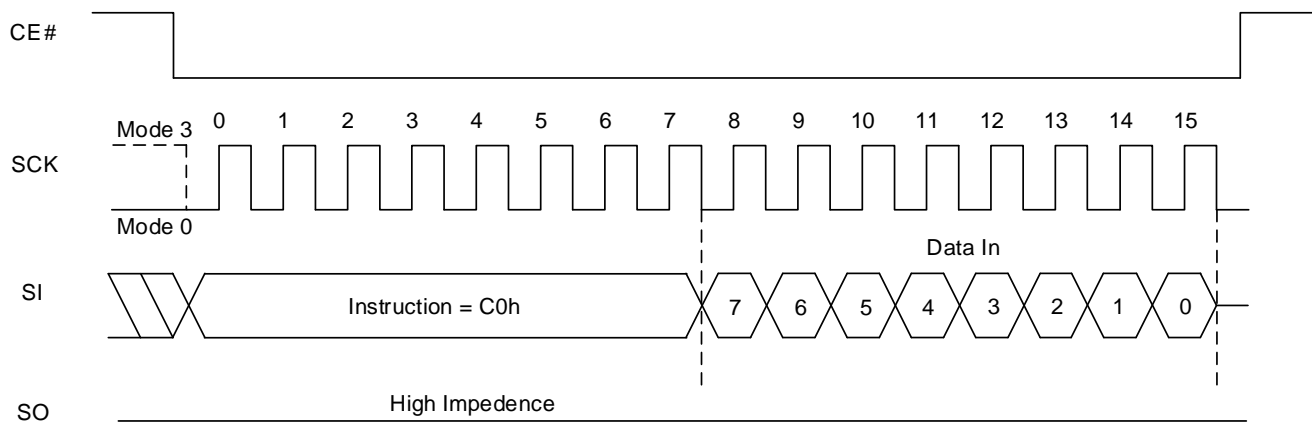 CE#
Mode 3
0 1 2 3 4 5 6 7 8 9 10 11 12 13 14 15
SCK
Mode 0
Data In
SI
Instruction = C0h
7 6 5 4 3 2 1 0
High Impedence
SO